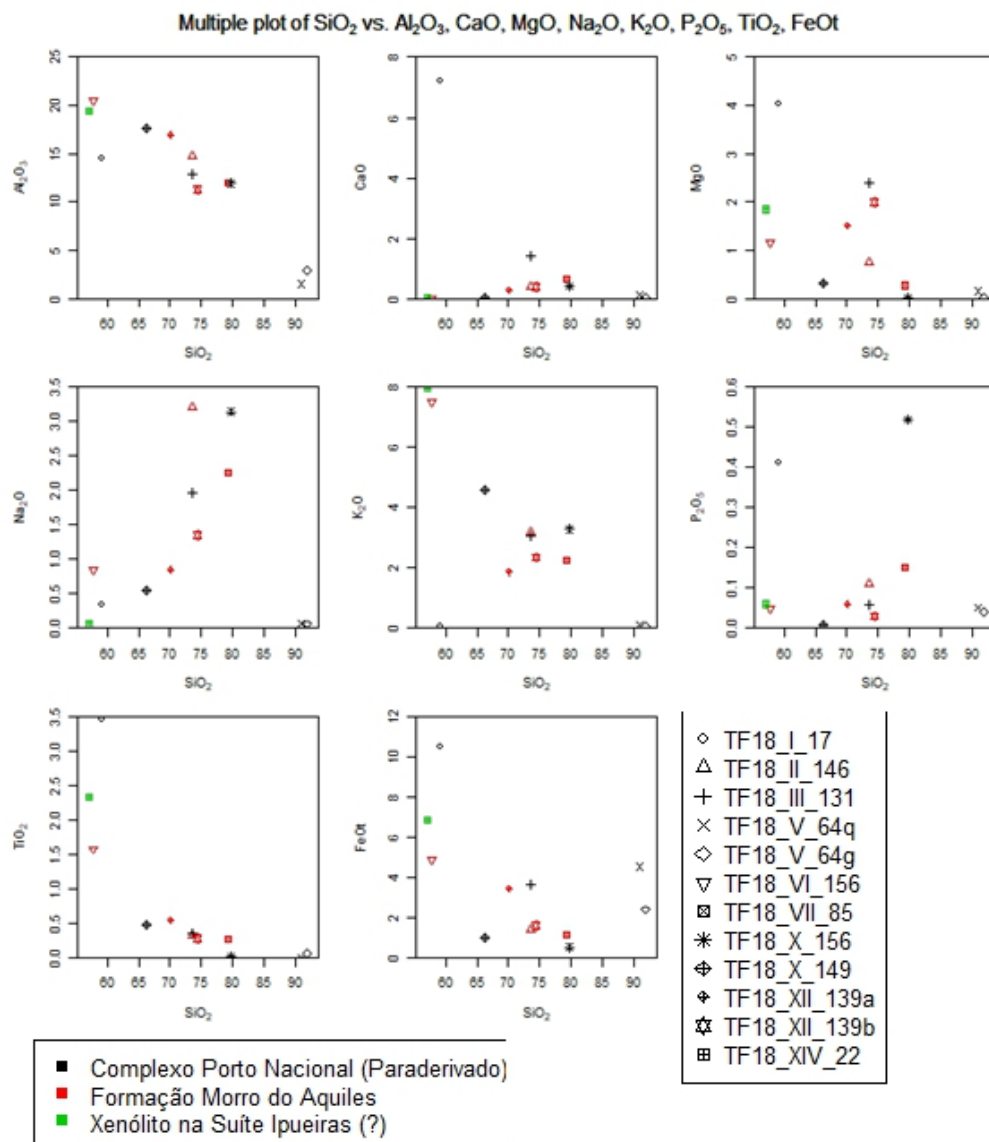 Multiple plot of SiO₂ vs. Al₂O₃, CaO, MgO, Na₂O, K₂O, P₂O₅, TiO₂, FeOt
Al₂O₃
0 5 10 15 20 25
60 65 70 75 80 85 90
SiO₂
CaO
0 2 4 6 8
60 65 70 75 80 85 90
SiO₂
MgO
0 1 2 3 4 5
60 65 70 75 80 85 90
SiO₂
Na₂O
0.0 0.5 1.0 1.5 2.0 2.5 3.0 3.5
60 65 70 75 80 85 90
SiO₂
K₂O
0 2 4 6 8
60 65 70 75 80 85 90
SiO₂
P₂O₅
0.0 0.1 0.2 0.3 0.4 0.5 0.6
60 65 70 75 80 85 90
SiO₂
TiO₂
0.0 0.5 1.0 1.5 2.0 2.5 3.0 3.5
60 65 70 75 80 85 90
SiO₂
FeOt
0 2 4 6 8 10 12
60 65 70 75 80 85 90
SiO₂
TF18_I_17
TF18_II_146
TF18_III_131
TF18_V_64q
TF18_V_64g
TF18_VI_156
TF18_VII_85
TF18_X_156
TF18_X_149
TF18_XII_139a
TF18_XII_139b
TF18_XIV_22
Complexo Porto Nacional (Paraderivado)
Formação Morro do Aquiles
Xenólito na Suíte Ipueiras (?)